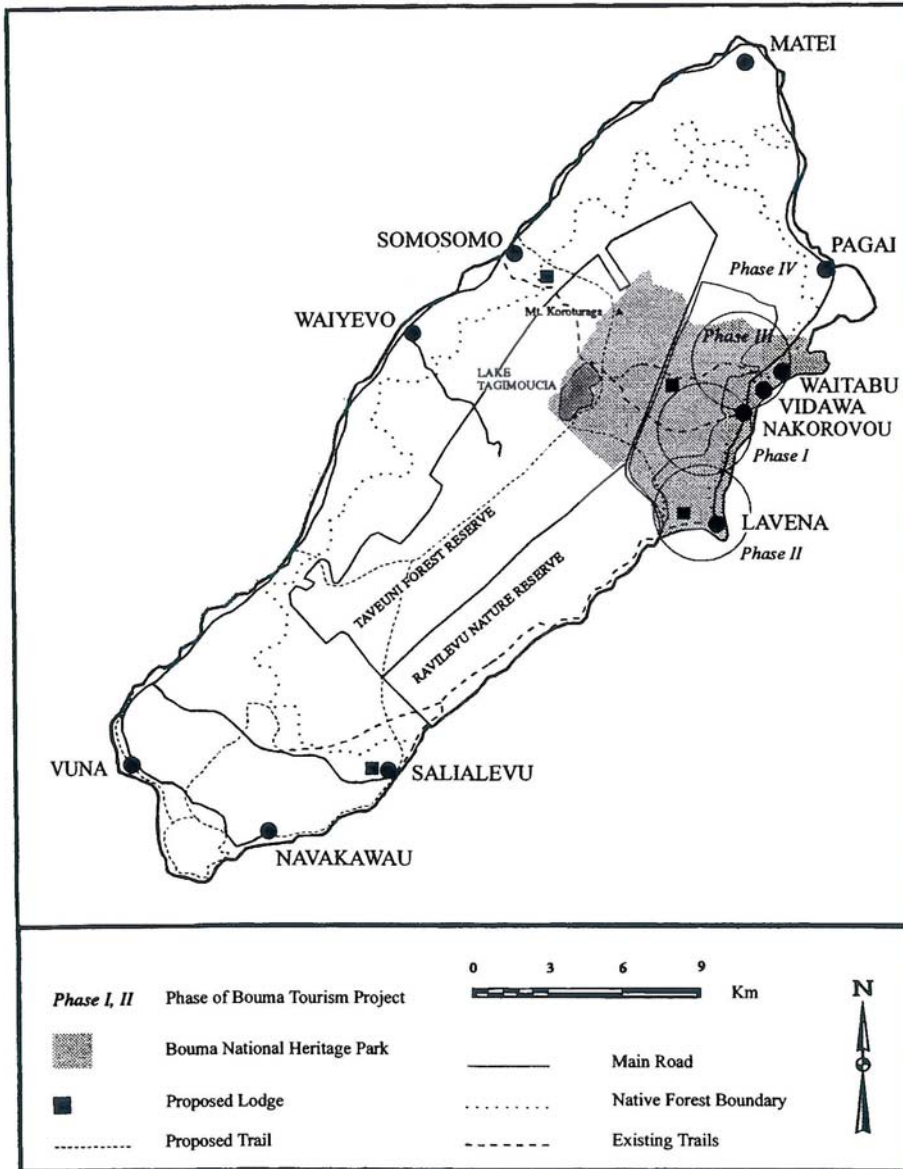 MATEI
SOMOSOMO
PAGAI
Phase IV
WAIYEVO
Mt. Koroturaga
Phase III
LAKE
TAGIMOUCIA
WAITABU
VIDAWA
NAKOROVOU
Phase I
LAVENA
Phase II
TAVEUNI FOREST RESERVE
RAVILEVU NATURE RESERVE
VUNA
SALIALEVU
NAVAKAWAU
Phase I, II Phase of Bouma Tourism Project
0 3 6 9
Km
N
Bouma National Heritage Park
Main Road
Proposed Lodge
Native Forest Boundary
Proposed Trail
Existing Trails